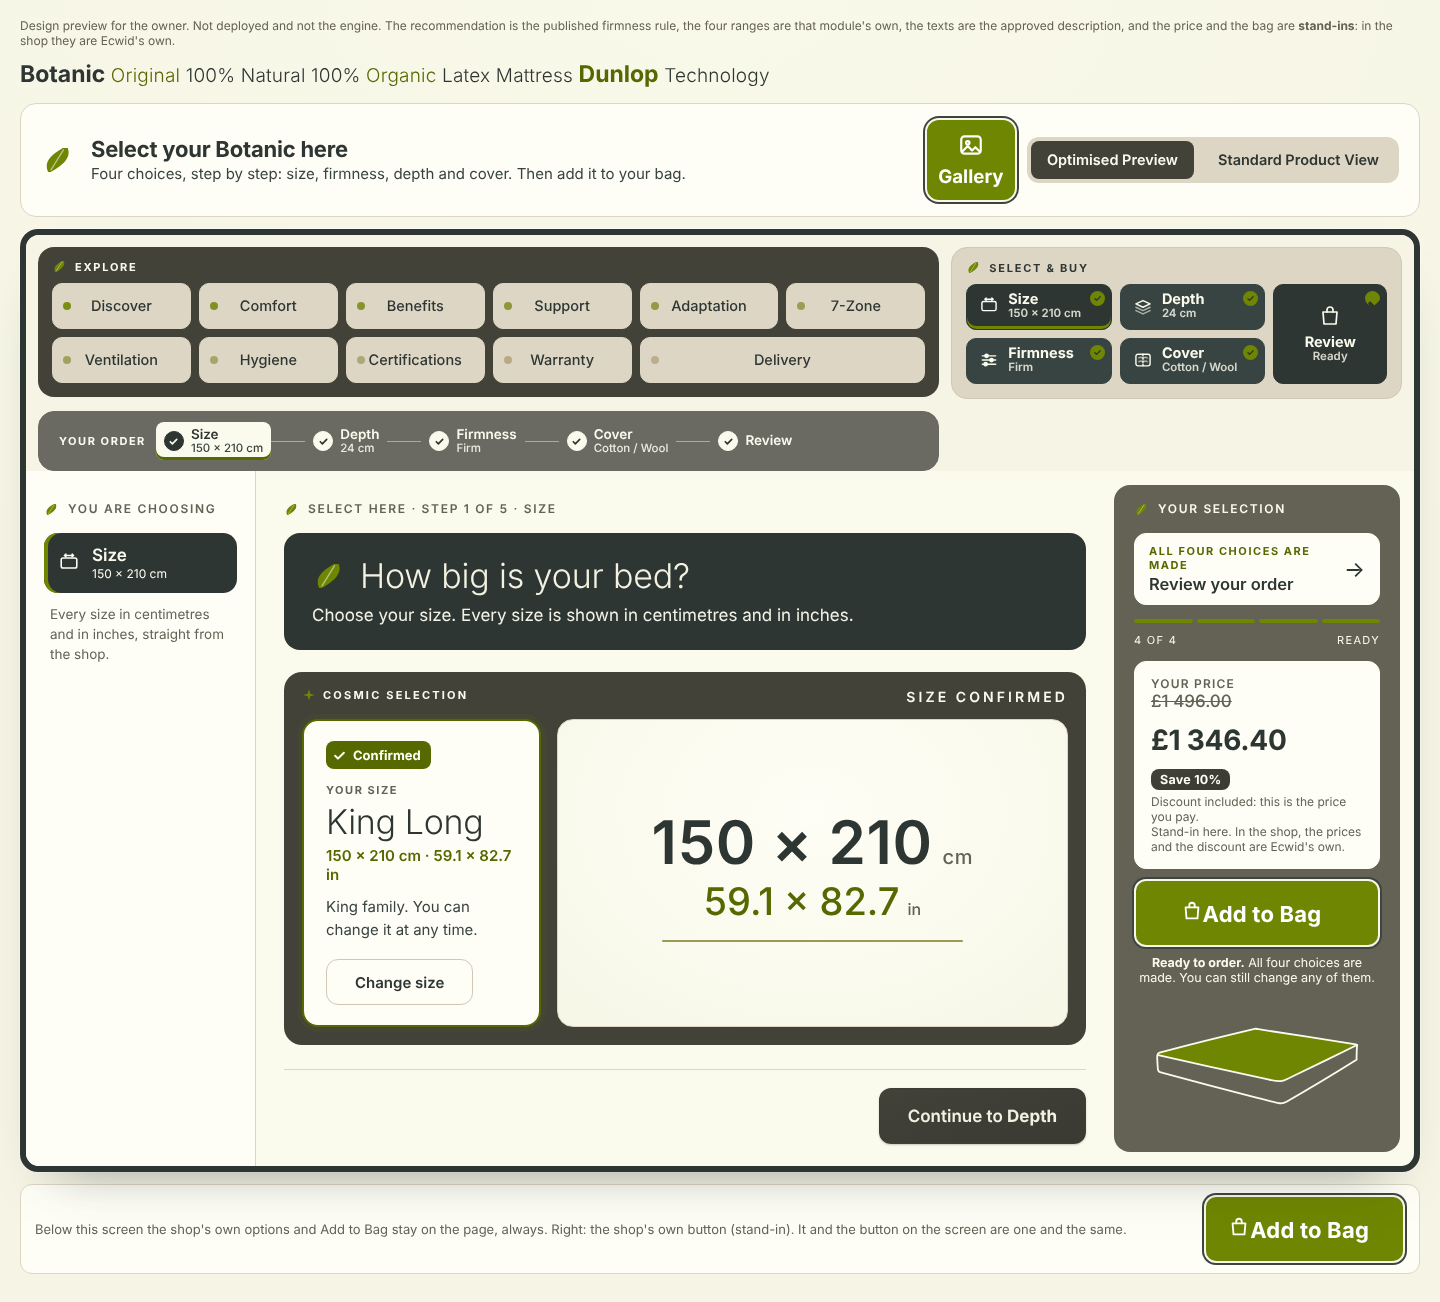 Design preview for the owner. Not deployed and not the engine. The recommendation is the published firmness rule, the four ranges are that module's own, the texts are the approved description, and the price and the bag are stand-ins: in the
shop they are Ecwid's own.
Botanic Original 100% Natural 100% Organic Latex Mattress Dunlop Technology
Select your Botanic here
Four choices, step by step: size, firmness, depth and cover. Then add it to your bag.
Gallery
Optimised Preview
Standard Product View
EXPLORE
Discover
Comfort
Benefits
Support
Adaptation
7-Zone
Ventilation
Hygiene
Certifications
Warranty
Delivery
SELECT & BUY
Size
150 × 210 cm
Depth
24 cm
Firmness
Firm
Cover
Cotton / Wool
Review
Ready
YOUR ORDER
Size
150 × 210 cm
Depth
24 cm
Firmness
Firm
Cover
Cotton / Wool
Review
YOU ARE CHOOSING
Size
150 × 210 cm
Every size in centimetres
and in inches, straight from
the shop.
SELECT HERE · STEP 1 OF 5 · SIZE
How big is your bed?
Choose your size. Every size is shown in centimetres and in inches.
COSMIC SELECTION
SIZE CONFIRMED
Confirmed
YOUR SIZE
King Long
150 × 210 cm · 59.1 × 82.7
in
King family. You can
change it at any time.
Change size
150 × 210 cm
59.1 × 82.7 in
Continue to Depth
YOUR SELECTION
ALL FOUR CHOICES ARE
MADE
Review your order
4 OF 4
READY
YOUR PRICE
£1 496.00
£1 346.40
Save 10%
Discount included: this is the price
you pay.
Stand-in here. In the shop, the prices
and the discount are Ecwid's own.
Add to Bag
Ready to order. All four choices are
made. You can still change any of them.
Below this screen the shop's own options and Add to Bag stay on the page, always. Right: the shop's own button (stand-in). It and the button on the screen are one and the same.
Add to Bag